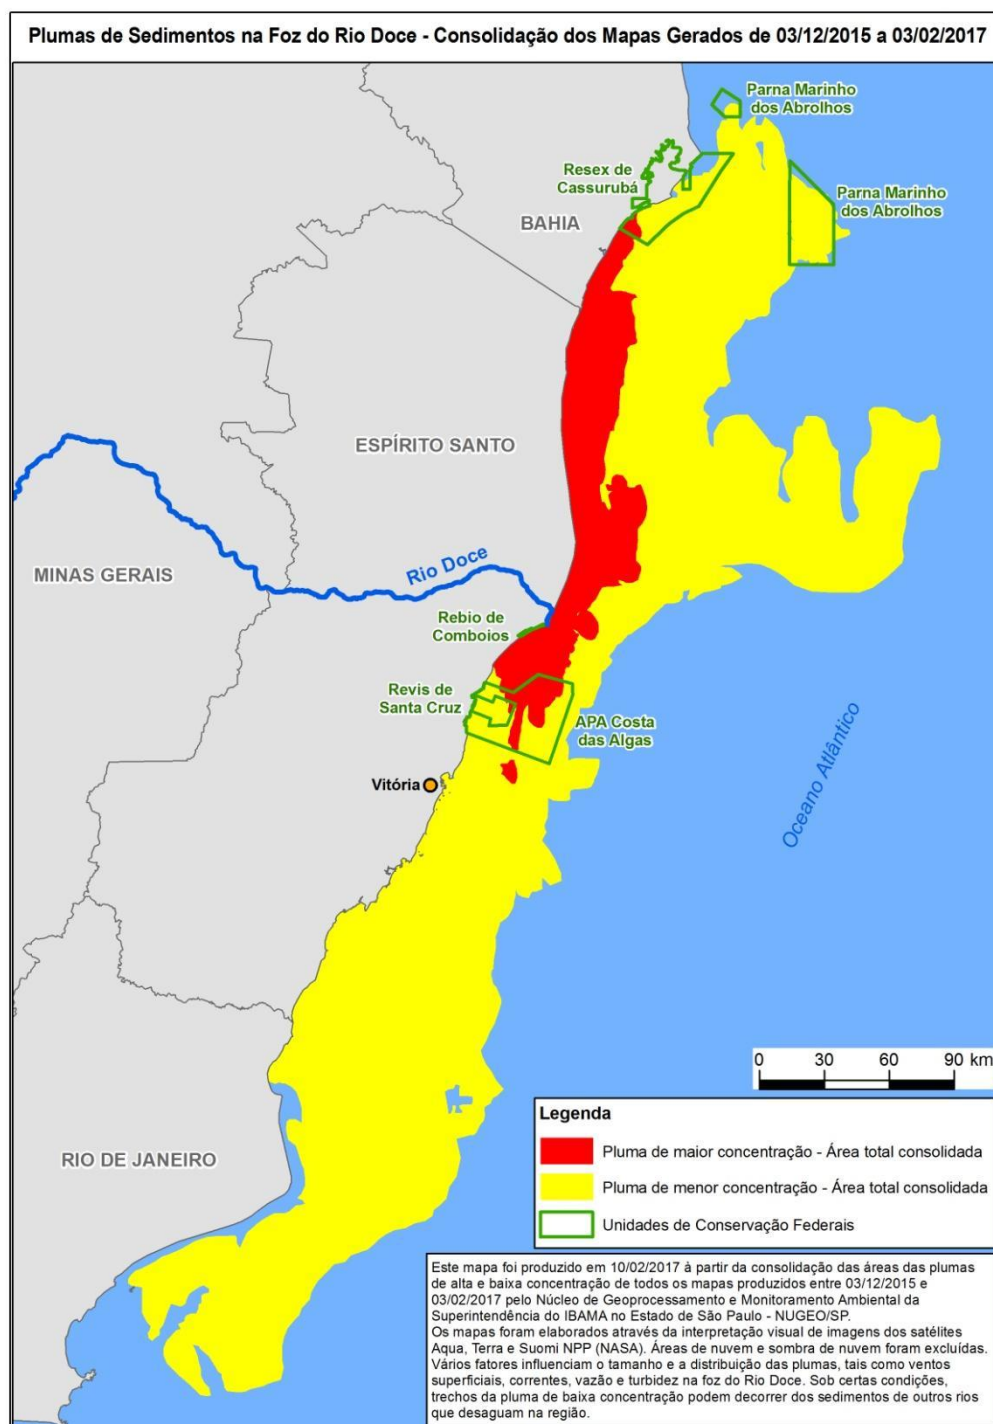 Plumas de Sedimentos na Foz do Rio Doce - Consolidação dos Mapas Gerados de 03/12/2015 a 03/02/2017
Parna Marinho
dos Abrolhos
Resex de
Cassurubá
Parna Marinho
dos Abrolhos
BAHIA
ESPÍRITO SANTO
MINAS GERAIS
Rio Doce
Rebio de
Comboios
Revis de
Santa Cruz
APA Costa
das Algas
Oceano Atlântico
Vitória
RIO DE JANEIRO
0 30 60 90 km
Legenda
Pluma de maior concentração - Área total consolidada
Pluma de menor concentração - Área total consolidada
Unidades de Conservação Federais
Este mapa foi produzido em 10/02/2017 à partir da consolidação das áreas das plumas
de alta e baixa concentração de todos os mapas produzidos entre 03/12/2015 e
03/02/2017 pelo Núcleo de Geoprocessamento e Monitoramento Ambiental da
Superintendência do IBAMA no Estado de São Paulo - NUGEO/SP.
Os mapas foram elaborados através da interpretação visual de imagens dos satélites
Aqua, Terra e Suomi NPP (NASA). Áreas de nuvem e sombra de nuvem foram excluídas.
Vários fatores influenciam o tamanho e a distribuição das plumas, tais como ventos
superficiais, correntes, vazão e turbidez na foz do Rio Doce. Sob certas condições,
trechos da pluma de baixa concentração podem decorrer dos sedimentos de outros rios
que desaguam na região.